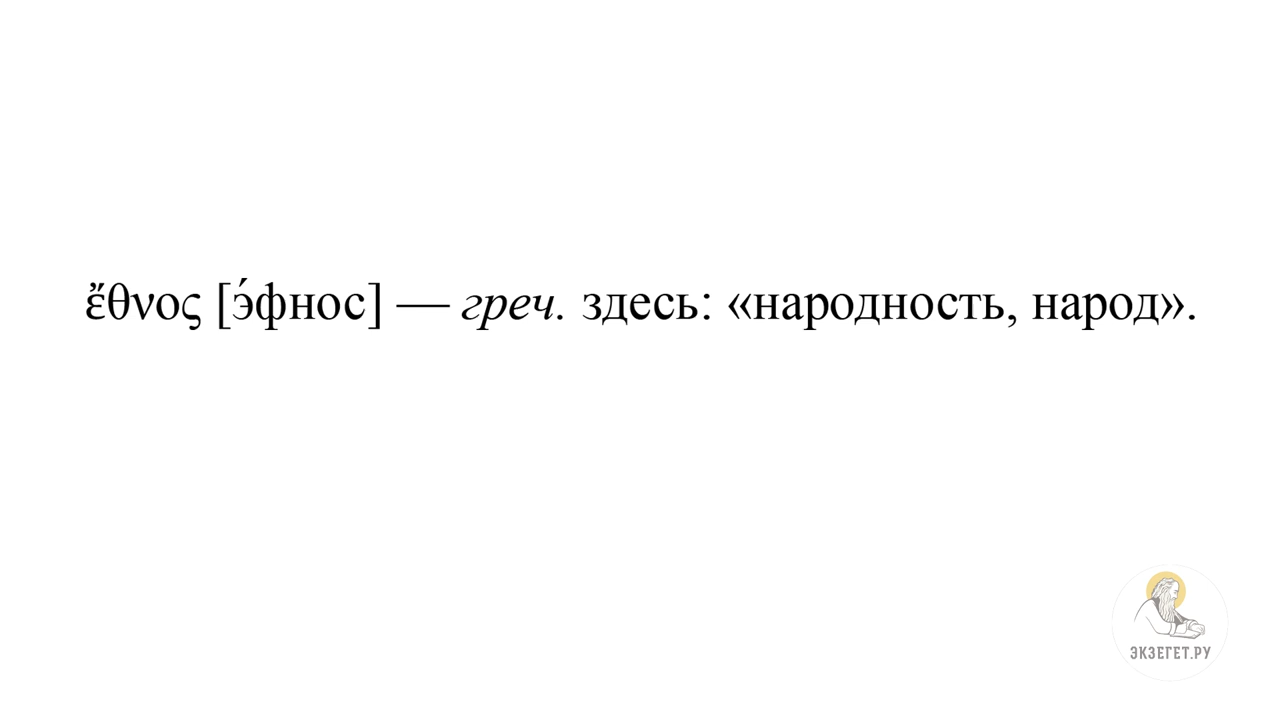 ἔθνος [э́фнос] — греч. здесь: «народность, народ».
ЭКЗЕГЕТ.РУ